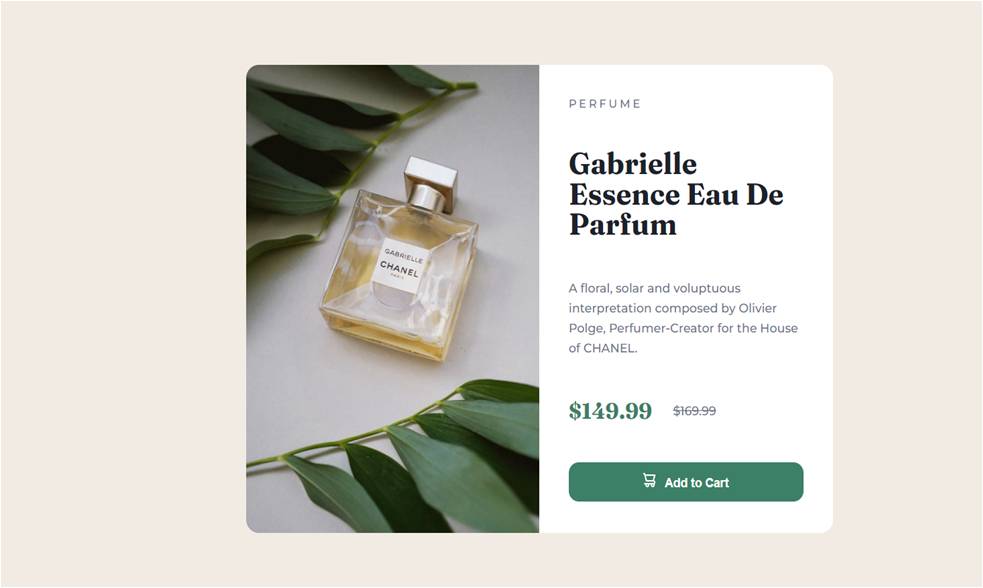 GABRIELLE
CHANEL
PARIS
PERFUME
Gabrielle
Essence Eau De
Parfum
A floral, solar and voluptuous
interpretation composed by Olivier
Polge, Perfumer-Creator for the House
of CHANEL.
$149.99 $169.99
Add to Cart